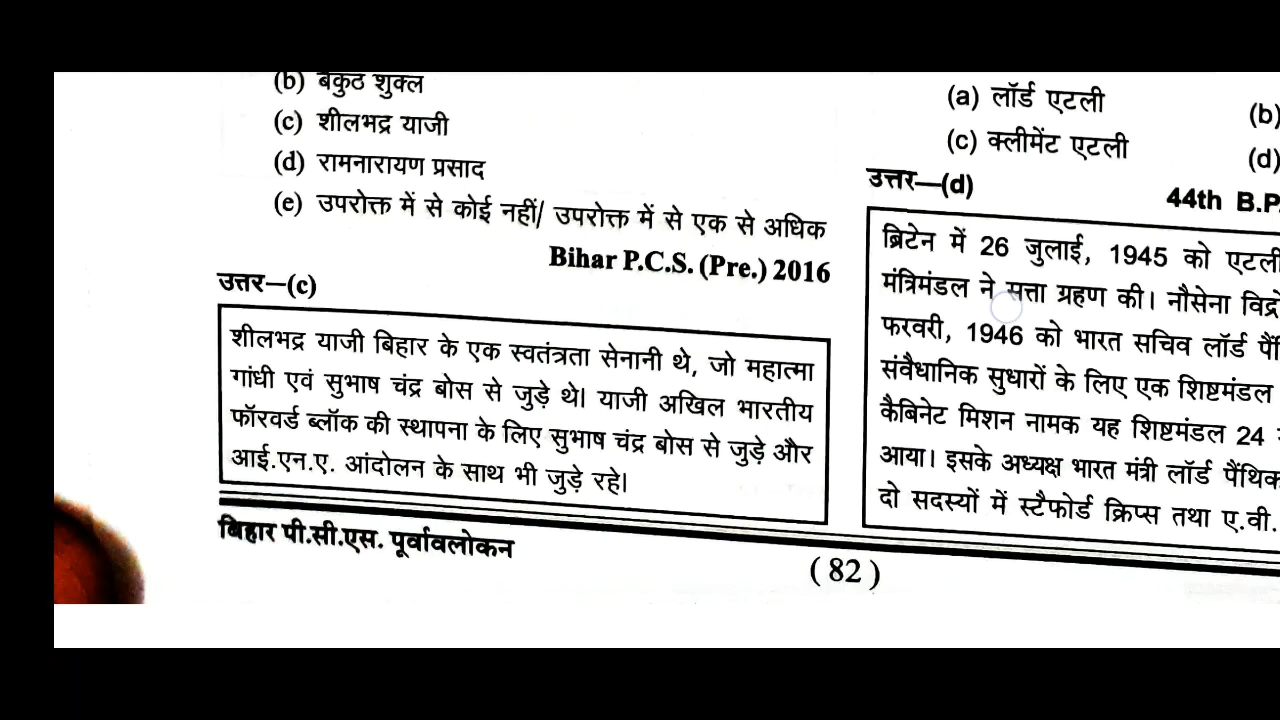 (b) बैकुंठ शुक्ल
(c) शीलभद्र याजी
(d) रामनारायण प्रसाद
(e) उपरोक्त में से कोई नहीं/ उपरोक्त में से एक से अधिक
Bihar P.C.S. (Pre.) 2016
उत्तर—(c)
शीलभद्र याजी बिहार के एक स्वतंत्रता सेनानी थे, जो महात्मा
गांधी एवं सुभाष चंद्र बोस से जुड़े थे। याजी अखिल भारतीय
फॉरवर्ड ब्लॉक की स्थापना के लिए सुभाष चंद्र बोस से जुड़े और
आई.एन.ए. आंदोलन के साथ भी जुड़े रहे।
बिहार पी.सी.एस. पूर्वावलोकन
( 82 )
(a) लॉर्ड एटली (b)
(c) क्लीमेंट एटली (d)
उत्तर—(d)
44th B.P.
ब्रिटेन में 26 जुलाई, 1945 को एटली
मंत्रिमंडल ने सत्ता ग्रहण की। नौसेना
फरवरी, 1946 को भारत सचिव लॉर्ड
संवैधानिक सुधारों के लिए एक शिष्टमंडल
कैबिनेट मिशन नामक यह शिष्टमंडल 24
आया। इसके अध्यक्ष भारत मंत्री लॉर्ड पैंथिक
दो सदस्यों में स्टैफोर्ड क्रिप्स तथा ए.वी.